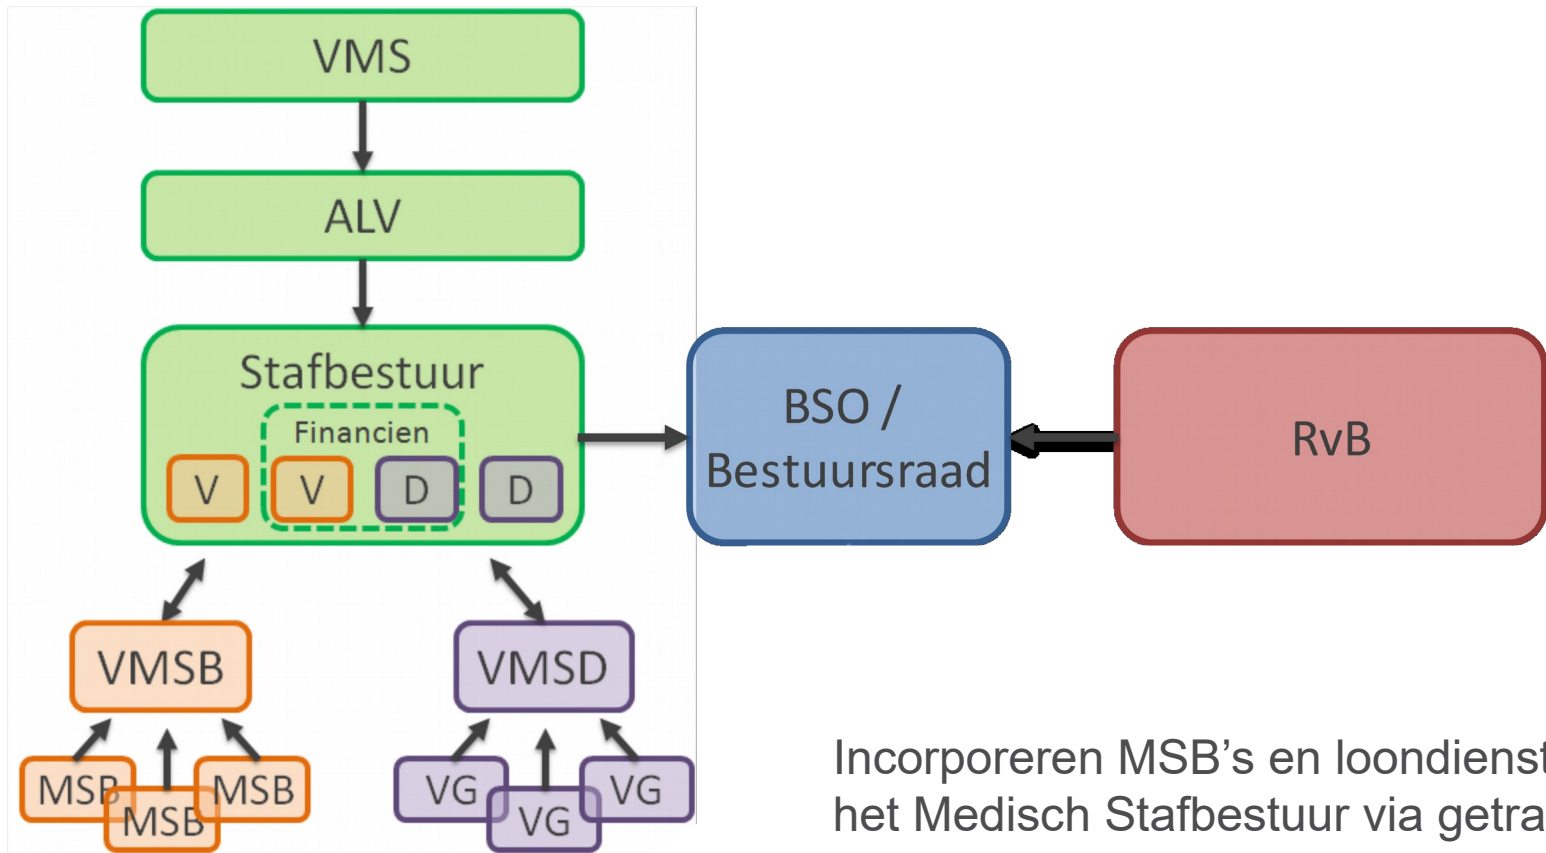 VMS
ALV
Stafbestuur
Financien
V
V
D
D
BSO /
Bestuursraad
RvB
VMSB
VMSD
MSB
MSB
MSB
VG
VG
VG
Incorporeren MSB’s en loondienst
het Medisch Stafbestuur via getra